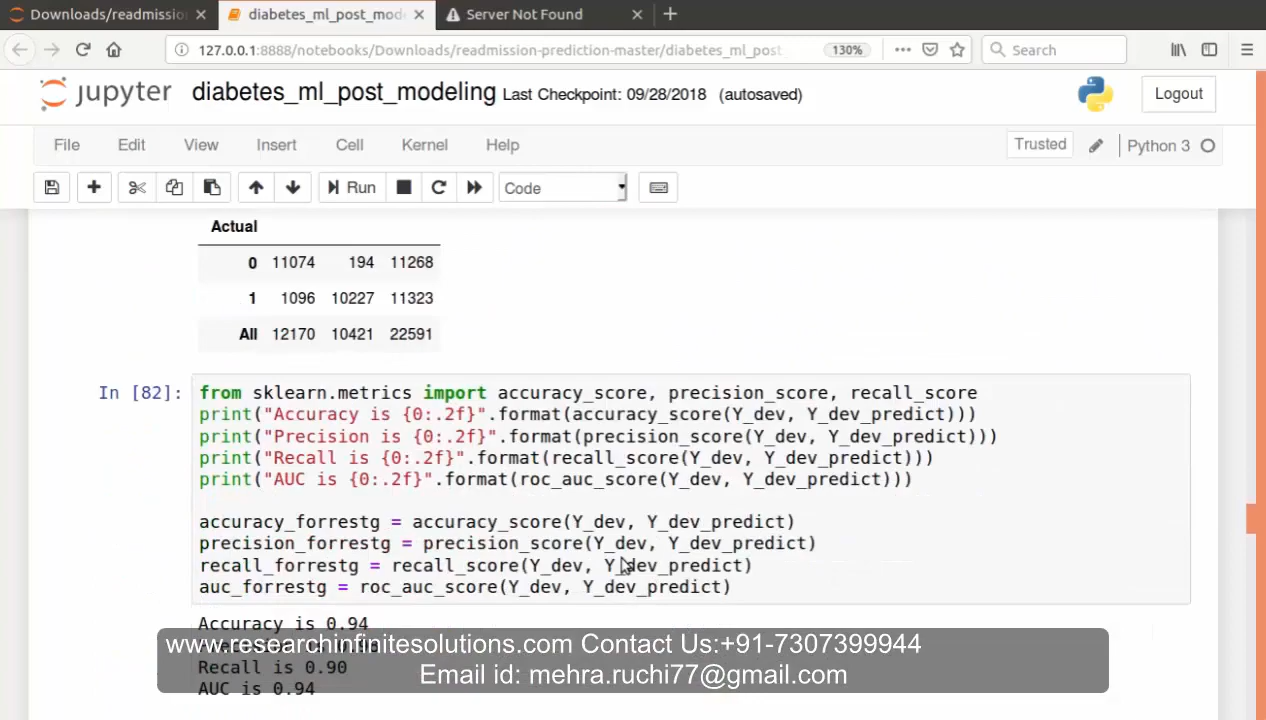 Downloads/readmissio
diabetes_ml_post_mod
Server Not Found
127.0.0.1:8888/notebooks/Downloads/readmission-prediction-master/diabetes_ml_post
130%
Search
jupyter diabetes_ml_post_modeling Last Checkpoint: 09/28/2018 (autosaved)
Logout
File Edit View Insert Cell Kernel Help
Trusted
Python 3
Run
Code
Actual
0 11074 194 11268
1 1096 10227 11323
All 12170 10421 22591
In [82]: from sklearn.metrics import accuracy_score, precision_score, recall_score
print("Accuracy is {0:.2f}".format(accuracy_score(Y_dev, Y_dev_predict)))
print("Precision is {0:.2f}".format(precision_score(Y_dev, Y_dev_predict)))
print("Recall is {0:.2f}".format(recall_score(Y_dev, Y_dev_predict)))
print("AUC is {0:.2f}".format(roc_auc_score(Y_dev, Y_dev_predict)))
accuracy_forrestg = accuracy_score(Y_dev, Y_dev_predict)
precision_forrestg = precision_score(Y_dev, Y_dev_predict)
recall_forrestg = recall_score(Y_dev, Y_dev_predict)
auc_forrestg = roc_auc_score(Y_dev, Y_dev_predict)
Accuracy is 0.94
www.researchinfinitesolutions.com Contact Us:+91-7307399944
Recall is 0.90
Email id: mehra.ruchi77@gmail.com
AUC is 0.94